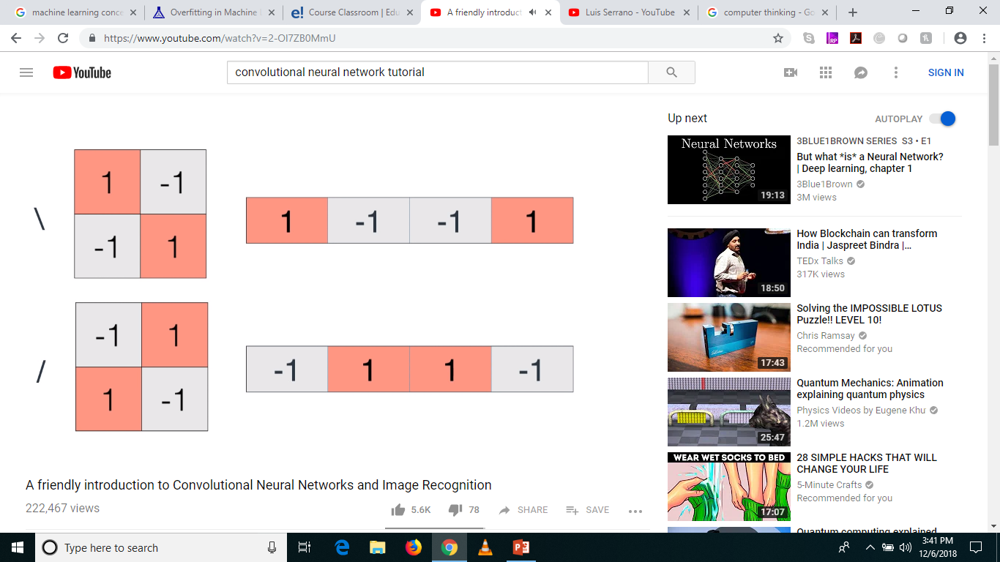 machine learning conce
Overfitting in Machine
Course Classroom | Edu
A friendly introduct
Luis Serrano - YouTube
computer thinking - Go
https://www.youtube.com/watch?v=2-OI7ZB0MmU
YouTube
convolutional neural network tutorial
SIGN IN
\
1 -1
-1 1
1 -1 -1 1
/
-1 1
1 -1
-1 1 1 -1
A friendly introduction to Convolutional Neural Networks and Image Recognition
222,467 views
5.6K
78
SHARE
SAVE
Up next
AUTOPLAY
Neural Networks
19:13
3BLUE1BROWN SERIES S3 • E1
But what *is* a Neural Network?
| Deep learning, chapter 1
3Blue1Brown
3M views
18:50
How Blockchain can transform
India | Jaspreet Bindra |...
TEDx Talks
317K views
17:43
Solving the IMPOSSIBLE LOTUS
Puzzle!! LEVEL 10!
Chris Ramsay
Recommended for you
25:47
Quantum Mechanics: Animation
explaining quantum physics
Physics Videos by Eugene Khu
1.2M views
WEAR WET SOCKS TO BED
17:07
28 SIMPLE HACKS THAT WILL
CHANGE YOUR LIFE
5-Minute Crafts
Recommended for you
Quantum computing explained
Type here to search
3:41 PM
12/6/2018